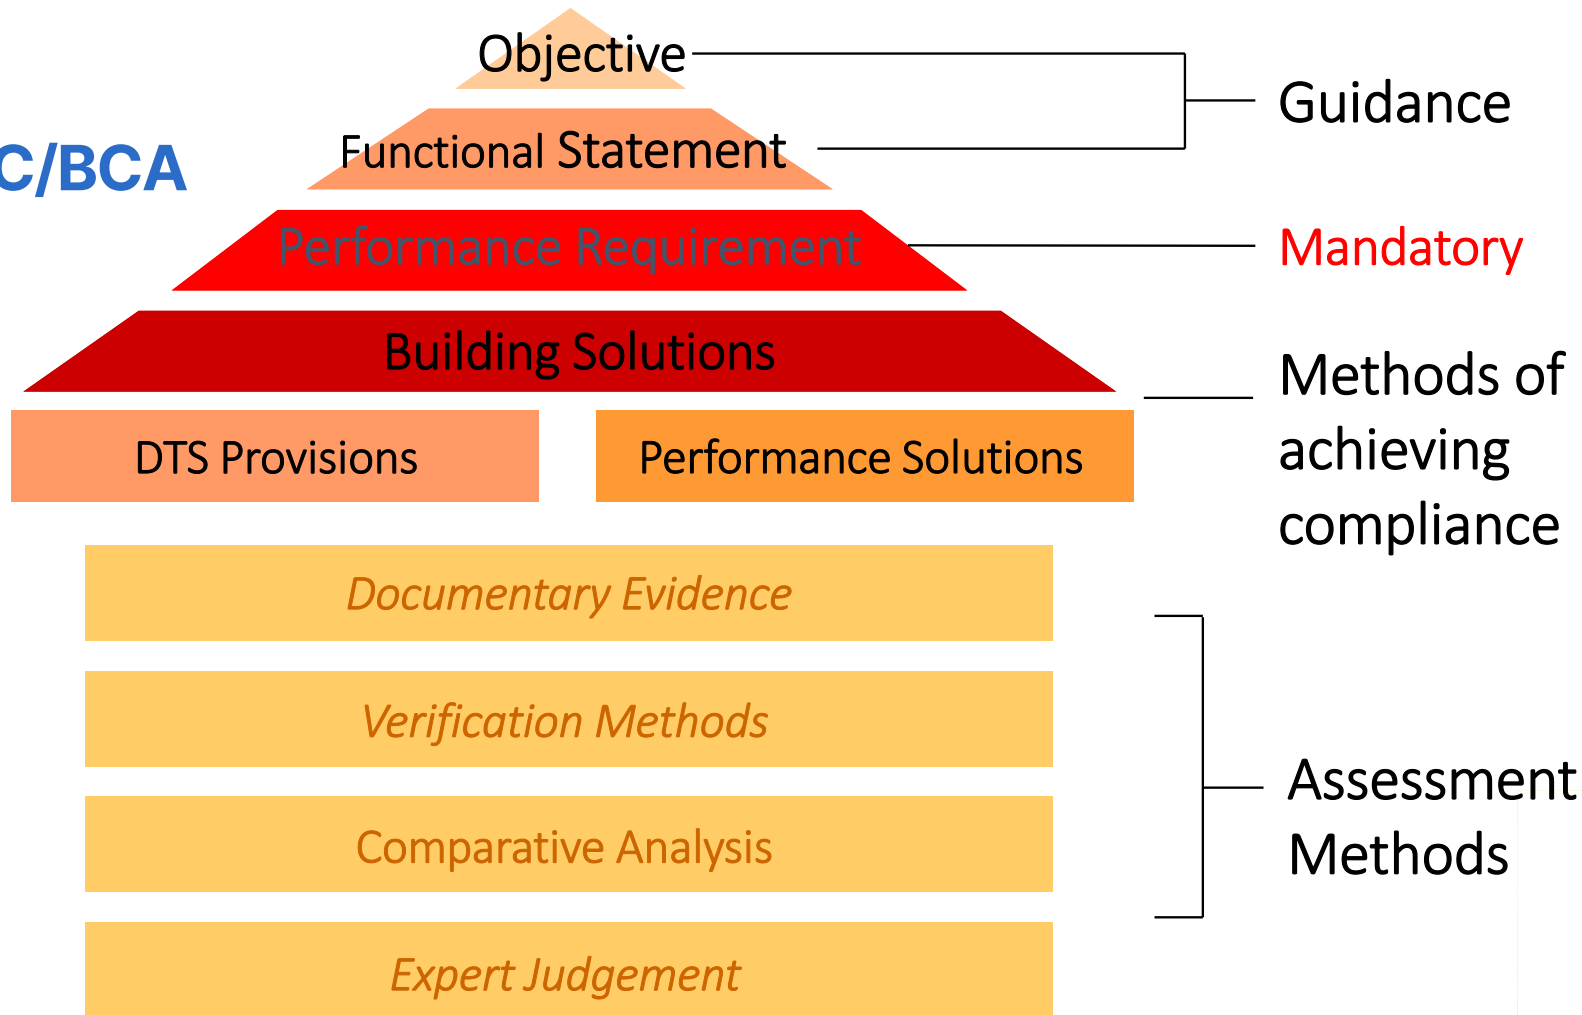 Objective
Guidance
Functional Statement
C/BCA
Performance Requirement
Mandatory
Building Solutions
Methods of
achieving
compliance
DTS Provisions
Performance Solutions
Documentary Evidence
Verification Methods
Comparative Analysis
Expert Judgement
Assessment
Methods